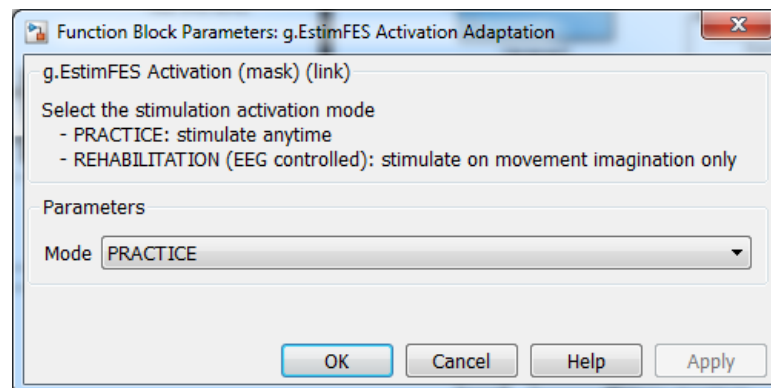 Function Block Parameters: g.EstimFES Activation Adaptation
g.EstimFES Activation (mask) (link)
Select the stimulation activation mode
- PRACTICE: stimulate anytime
- REHABILITATION (EEG controlled): stimulate on movement imagination only
Parameters
Mode PRACTICE
OK Cancel Help Apply